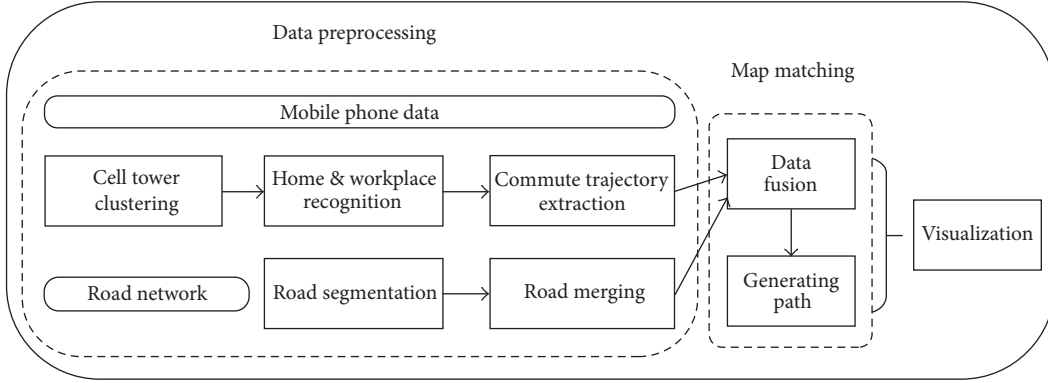 Data preprocessing
Map matching
Mobile phone data
Cell tower
clustering
Home & workplace
recognition
Commute trajectory
extraction
Data
fusion
Visualization
Road network
Road segmentation
Road merging
Generating
path